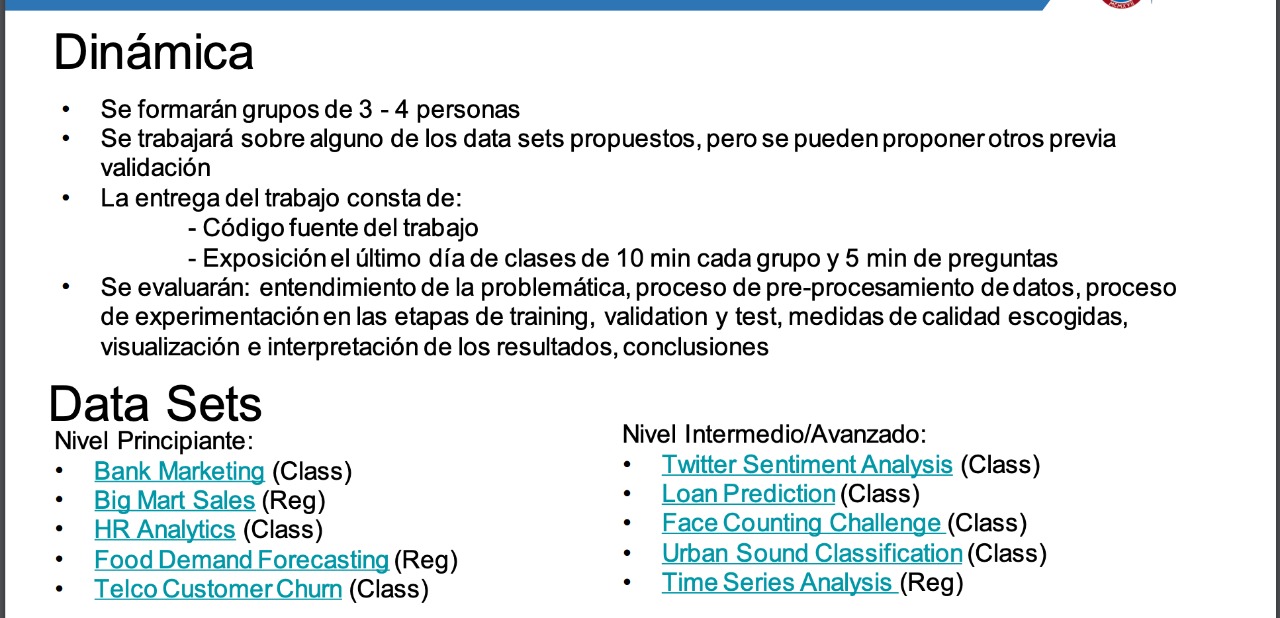 Dinámica
• Se formarán grupos de 3 - 4 personas
• Se trabajará sobre alguno de los data sets propuestos, pero se pueden proponer otros previa
validación
• La entrega del trabajo consta de:
- Código fuente del trabajo
- Exposición el último día de clases de 10 min cada grupo y 5 min de preguntas
• Se evaluarán: entendimiento de la problemática, proceso de pre-procesamiento de datos, proceso
de experimentación en las etapas de training, validation y test, medidas de calidad escogidas,
visualización e interpretación de los resultados, conclusiones
Data Sets
Nivel Principiante:
• Bank Marketing (Class)
• Big Mart Sales (Reg)
• HR Analytics (Class)
• Food Demand Forecasting (Reg)
• Telco Customer Churn (Class)
Nivel Intermedio/Avanzado:
• Twitter Sentiment Analysis (Class)
• Loan Prediction (Class)
• Face Counting Challenge (Class)
• Urban Sound Classification (Class)
• Time Series Analysis (Reg)